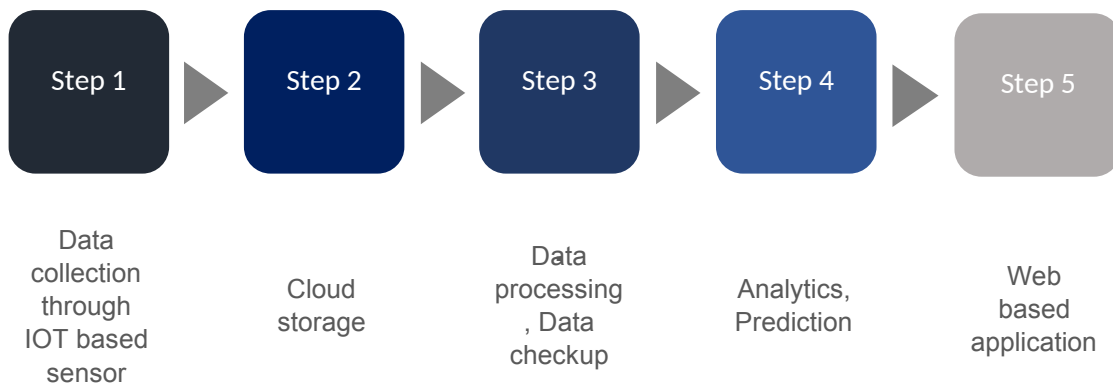 Step 1
Step 2
Step 3
Step 4
Step 5
Data
collection
through
IOT based
sensor
Cloud
storage
Data
processing
, Data
checkup
Analytics,
Prediction
Web
based
application